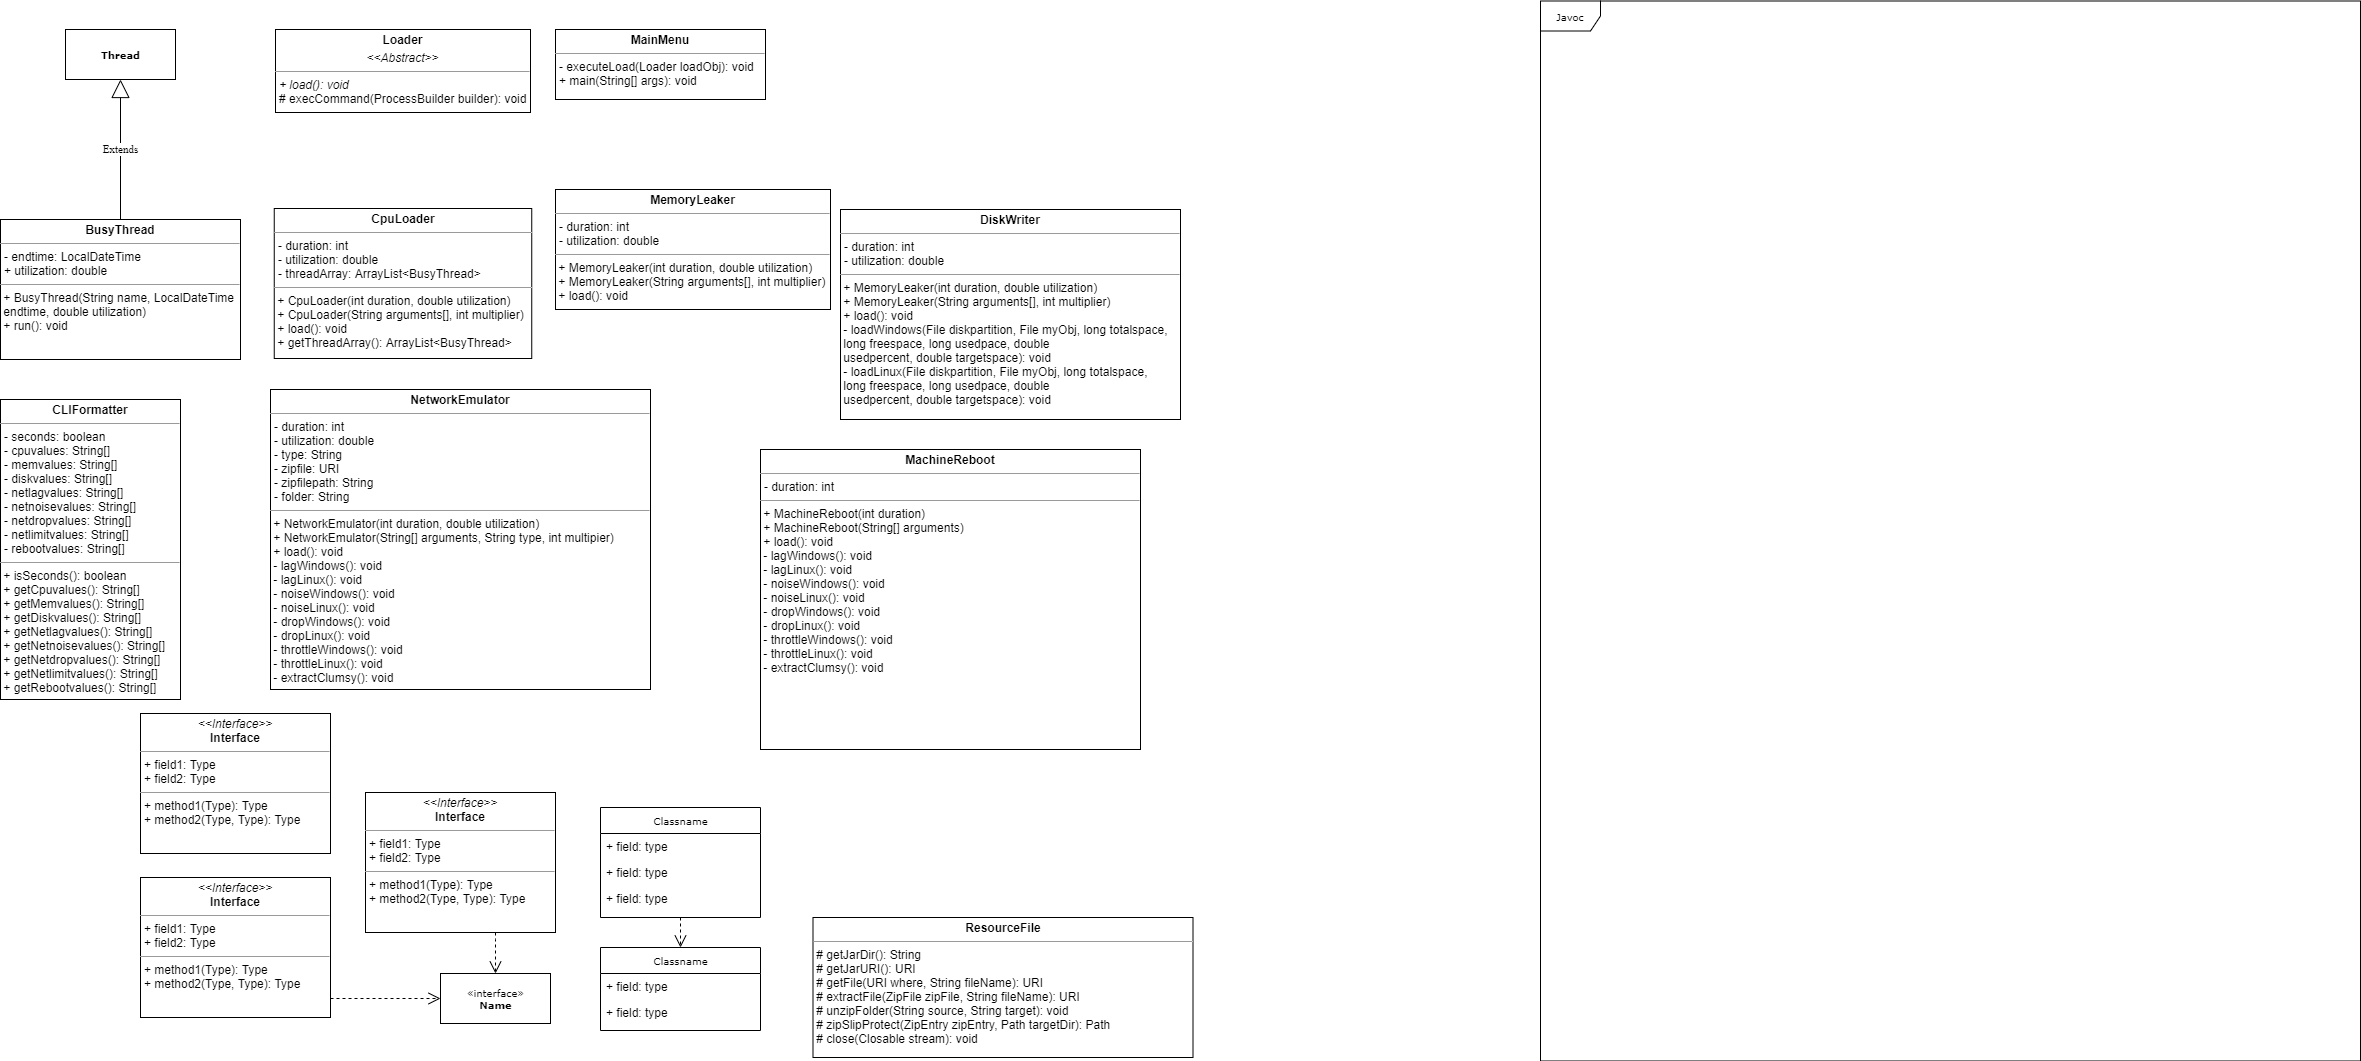 Thread
Extends
Loader
<<Abstract>>
+ load(): void
# execCommand(ProcessBuilder builder): void
MainMenu
- executeLoad(Loader loadObj): void
+ main(String[] args): void
Javoc
BusyThread
- endtime: LocalDateTime
+ utilization: double
+ BusyThread(String name, LocalDateTime
endtime, double utilization)
+ run(): void
CpuLoader
- duration: int
- utilization: double
- threadArray: ArrayList<BusyThread>
+ CpuLoader(int duration, double utilization)
+ CpuLoader(String arguments[], int multiplier)
+ load(): void
+ getThreadArray(): ArrayList<BusyThread>
MemoryLeaker
- duration: int
- utilization: double
+ MemoryLeaker(int duration, double utilization)
+ MemoryLeaker(String arguments[], int multiplier)
+ load(): void
DiskWriter
- duration: int
- utilization: double
+ MemoryLeaker(int duration, double utilization)
+ MemoryLeaker(String arguments[], int multiplier)
+ load(): void
- loadWindows(File diskpartition, File myObj, long totalspace,
long freespace, long usedpace, double
usedpercent, double targetspace): void
- loadLinux(File diskpartition, File myObj, long totalspace,
long freespace, long usedpace, double
usedpercent, double targetspace): void
CLIFormatter
- seconds: boolean
- cpuvalues: String[]
- memvalues: String[]
- diskvalues: String[]
- netlagvalues: String[]
- netnoisevalues: String[]
- netdropvalues: String[]
- netlimitvalues: String[]
- rebootvalues: String[]
+ isSeconds(): boolean
+ getCpuvalues(): String[]
+ getMemvalues(): String[]
+ getDiskvalues(): String[]
+ getNetlagvalues(): String[]
+ getNetnoisevalues(): String[]
+ getNetdropvalues(): String[]
+ getNetlimitvalues(): String[]
+ getRebootvalues(): String[]
NetworkEmulator
- duration: int
- utilization: double
- type: String
- zipfile: URI
- zipfilepath: String
- folder: String
+ NetworkEmulator(int duration, double utilization)
+ NetworkEmulator(String[] arguments, String type, int multipier)
+ load(): void
- lagWindows(): void
- lagLinux(): void
- noiseWindows(): void
- noiseLinux(): void
- dropWindows(): void
- dropLinux(): void
- throttleWindows(): void
- throttleLinux(): void
- extractClumsy(): void
MachineReboot
- duration: int
+ MachineReboot(int duration)
+ MachineReboot(String[] arguments)
+ load(): void
- lagWindows(): void
- lagLinux(): void
- noiseWindows(): void
- noiseLinux(): void
- dropWindows(): void
- dropLinux(): void
- throttleWindows(): void
- throttleLinux(): void
- extractClumsy(): void
<<Interface>>
Interface
+ field1: Type
+ field2: Type
+ method1(Type): Type
+ method2(Type, Type): Type
<<Interface>>
Interface
+ field1: Type
+ field2: Type
+ method1(Type): Type
+ method2(Type, Type): Type
Classname
+ field: type
+ field: type
+ field: type
<<Interface>>
Interface
+ field1: Type
+ field2: Type
+ method1(Type): Type
+ method2(Type, Type): Type
«interface»
Name
Classname
+ field: type
+ field: type
ResourceFile
# getJarDir(): String
# getJarURI(): URI
# getFile(URI where, String fileName): URI
# extractFile(ZipFile zipFile, String fileName): URI
# unzipFolder(String source, String target): void
# zipSlipProtect(ZipEntry zipEntry, Path targetDir): Path
# close(Closable stream): void